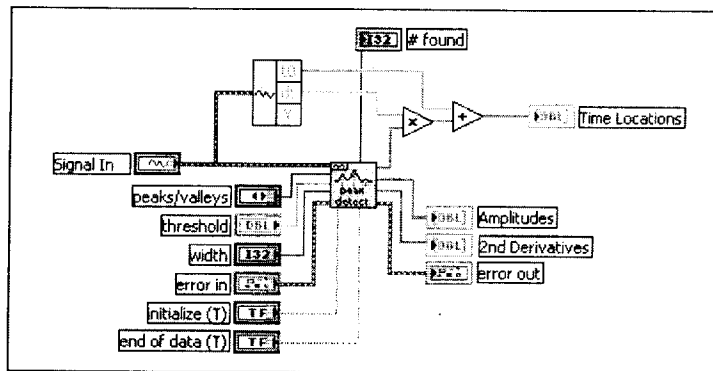 I32 # found
t0
dt
Y
DBL Time Locations
Signal In
peaks/valleys
peak
detect
threshold DBL
DBL Amplitudes
width I32
DBL 2nd Derivatives
error in
error out
initialize (T) TF
end of data (T) TF